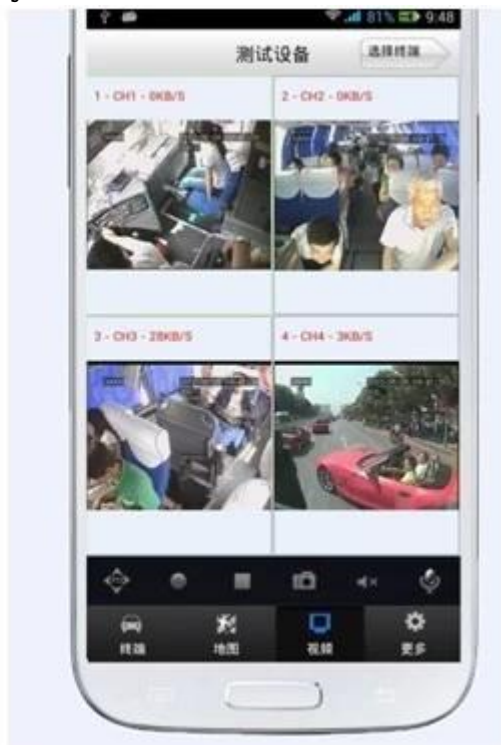 81% 9:48
测试设备
选择终端
1 - CH1 - 0KB/S
2 - CH2 - 0KB/S
3 - CH3 - 28KB/S
4 - CH4 - 3KB/S
终端
地图
视频
更多